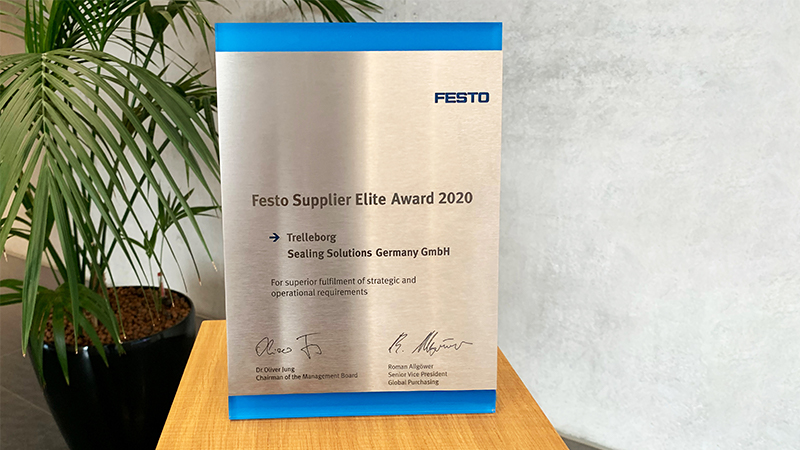 FESTO
Festo Supplier Elite Award 2020
→ Trelleborg
Sealing Solutions Germany GmbH
For superior fulfilment of strategic and
operational requirements
Dr. Oliver Jung
Chairman of the Management Board
Roman Allgöwer
Senior Vice President
Global Purchasing